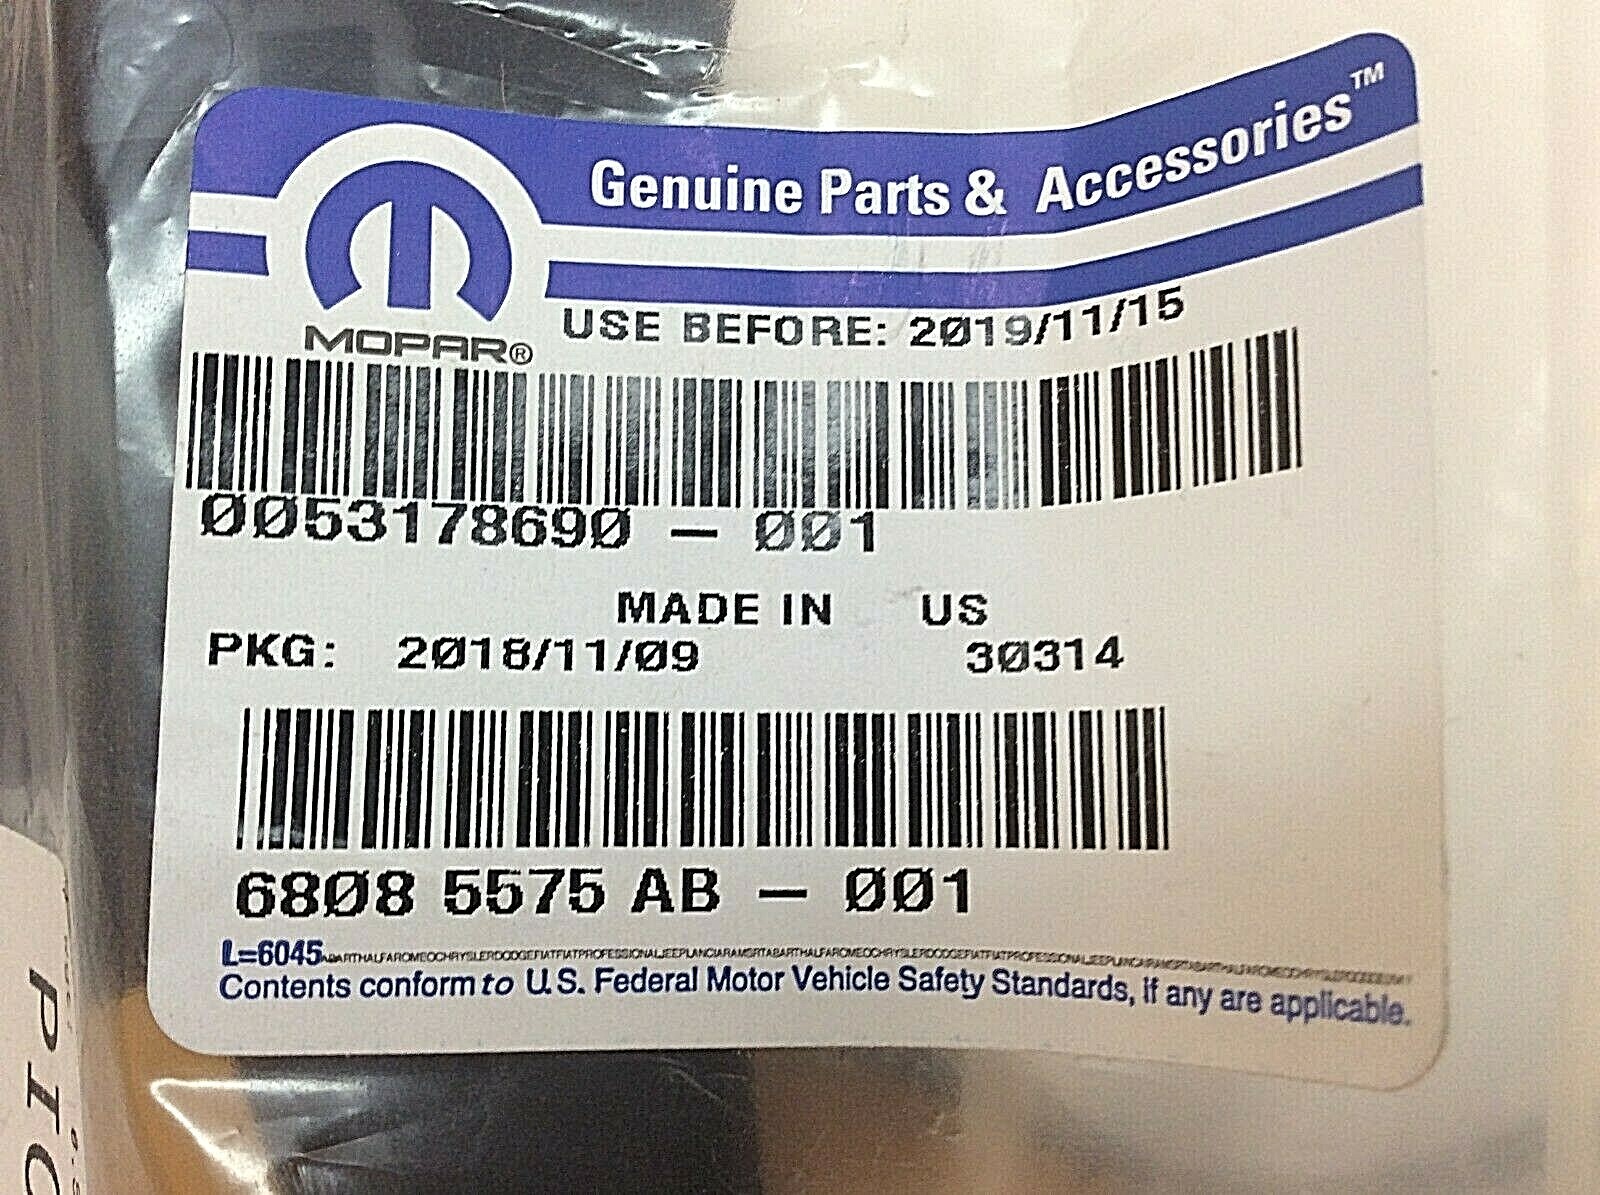 Genuine Parts & Accessories™
MOPAR®
USE BEFORE: 2019/11/15
0053178690 - 001
MADE IN US
PKG: 2018/11/09 30314
6808 5575 AB - 001
L=6045
Contents conform to U.S. Federal Motor Vehicle Safety Standards, if any are applicable.